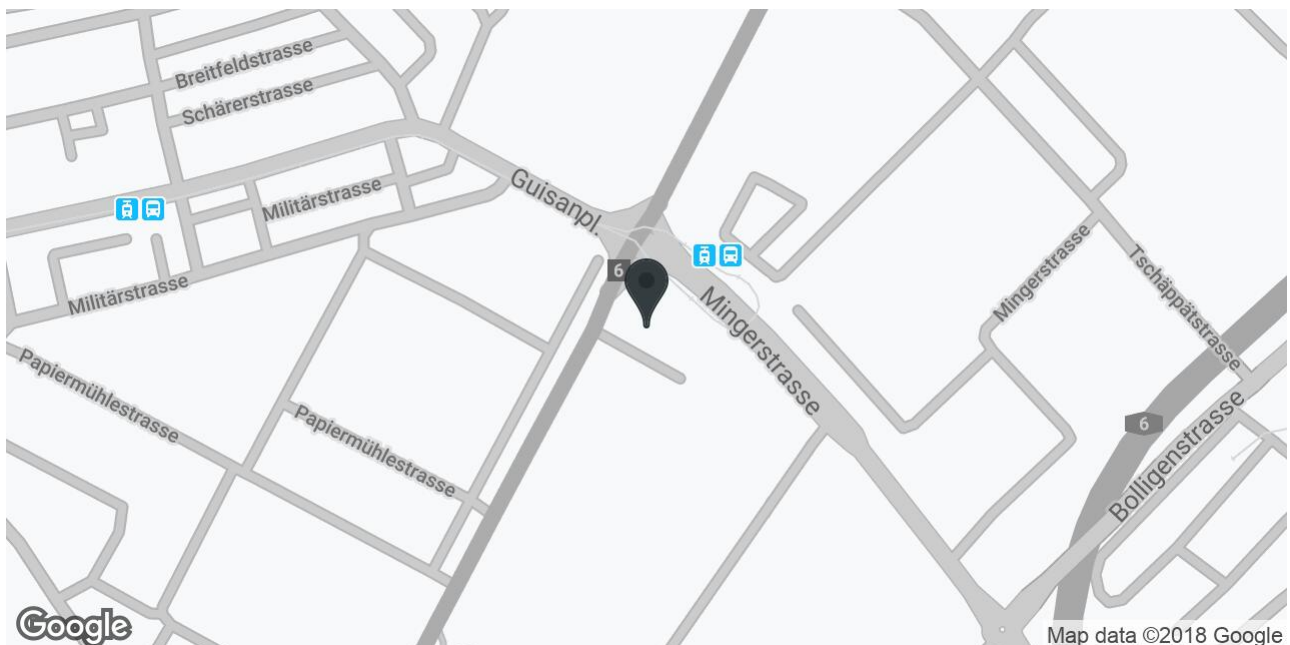 Breitfeldstrasse
Schärerstrasse
Militärstrasse
Guisanpl.
Militärstrasse
6
Mingerstrasse
Mingerstrasse
Tschäppätstrasse
Papiermühlestrasse
Papiermühlestrasse
6
Bolligenstrasse
Google
Map data ©2018 Google